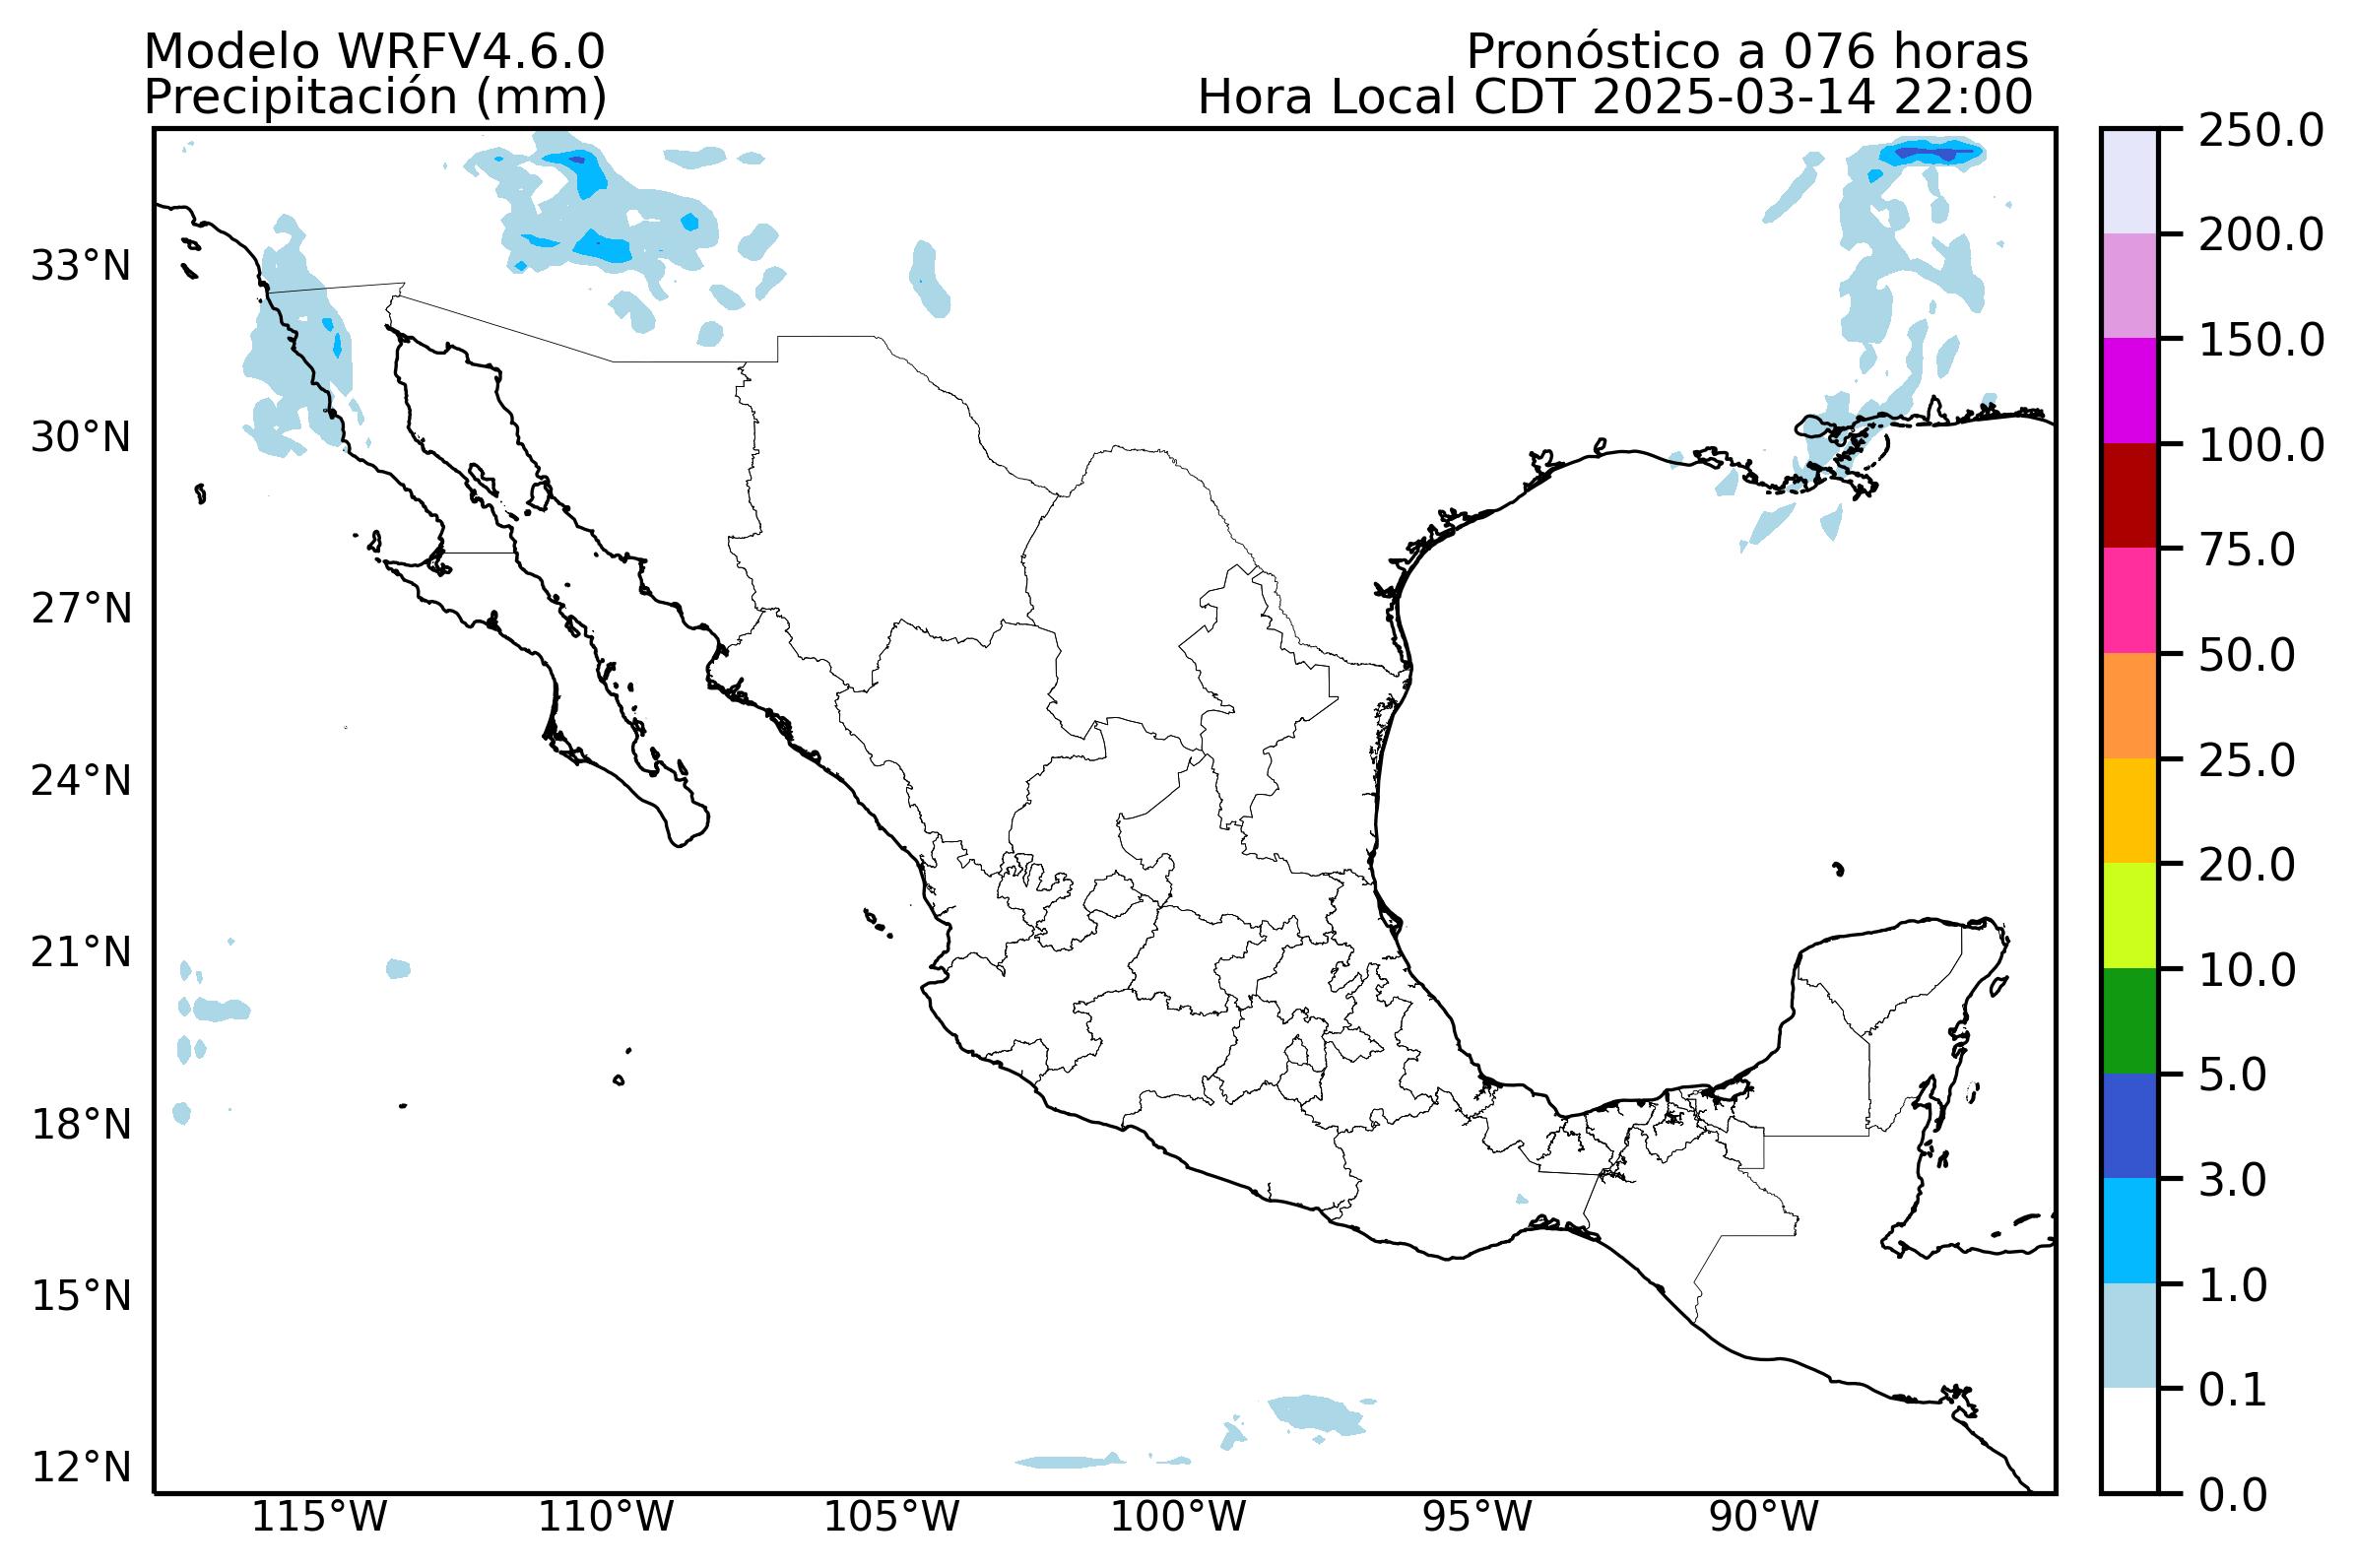 Modelo WRFV4.6.0
Pronóstico a 076 horas
Precipitación (mm)
Hora Local CDT 2025-03-14 22:00
33°N
30°N
27°N
24°N
21°N
18°N
15°N
12°N
115°W
110°W
105°W
100°W
95°W
90°W
250.0
200.0
150.0
100.0
75.0
50.0
25.0
20.0
10.0
5.0
3.0
1.0
0.1
0.0